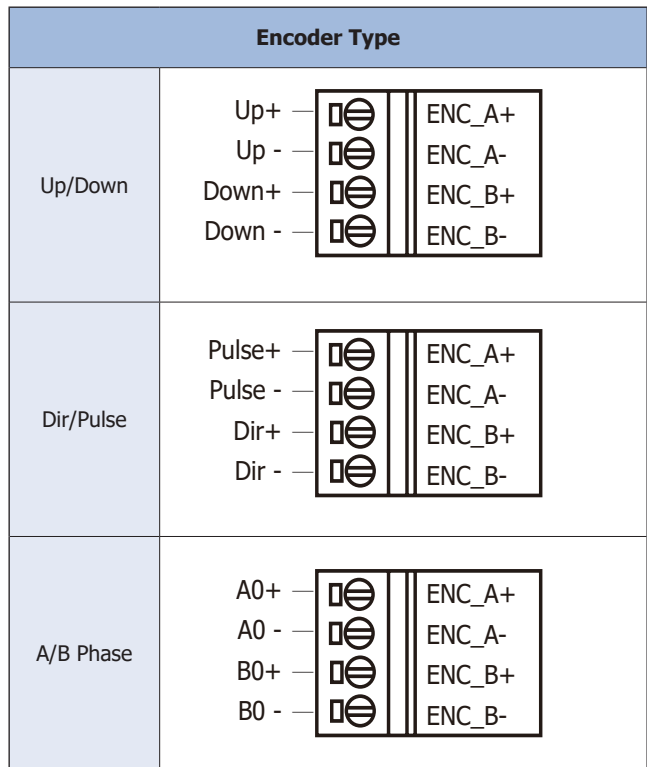 Encoder Type
Up/Down
Up+ ENC_A+
Up - ENC_A-
Down+ ENC_B+
Down - ENC_B-
Dir/Pulse
Pulse+ ENC_A+
Pulse - ENC_A-
Dir+ ENC_B+
Dir - ENC_B-
A/B Phase
A0+ ENC_A+
A0 - ENC_A-
B0+ ENC_B+
B0 - ENC_B-